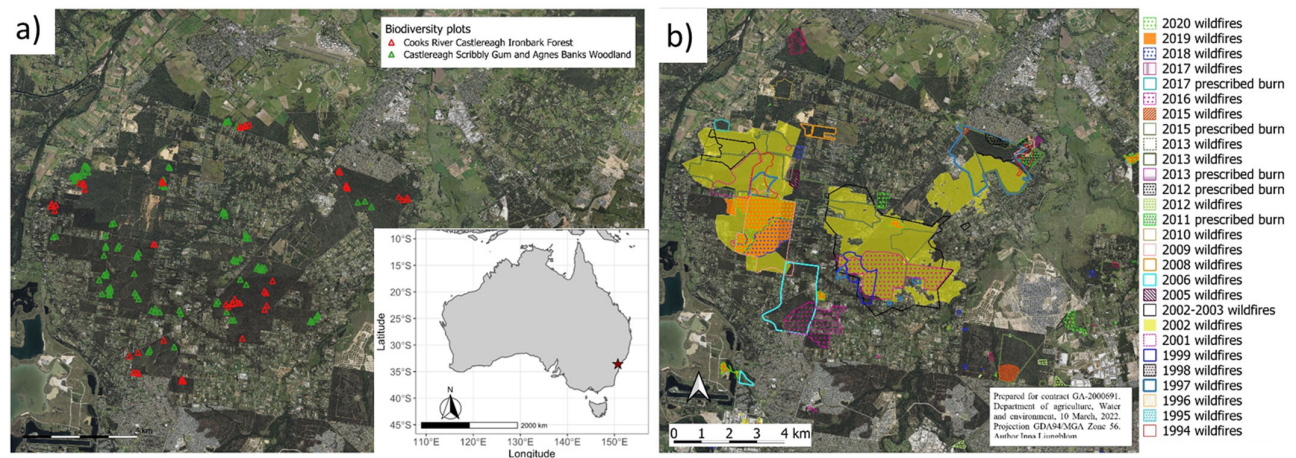 a)
Biodiversity plots
Cooks River Castlereagh Ironbark Forest
Castlereagh Scribbly Gum and Agnes Banks Woodland
10°S
15°S
20°S
25°S
30°S
35°S
40°S
45°S
Latitude
N
2000 km
110°E
120°E
130°E
140°E
150°E
Longitude
km
b)
2020 wildfires
2019 wildfires
2018 wildfires
2017 wildfires
2017 prescribed burn
2016 wildfires
2015 wildfires
2015 prescribed burn
2013 wildfires
2013 wildfires
2013 prescribed burn
2012 prescribed burn
2012 wildfires
2011 prescribed burn
2010 wildfires
2009 wildfires
2008 wildfires
2006 wildfires
2005 wildfires
2002-2003 wildfires
2002 wildfires
2001 wildfires
1999 wildfires
1998 wildfires
1997 wildfires
1996 wildfires
1995 wildfires
1994 wildfires
0 1 2 3 4 km
Prepared for contract GA-2000691.
Department of agriculture, Water
and environment, 10 March, 2022.
Projection GDA94/MGA Zone 56.
Author Inna Ljungblom